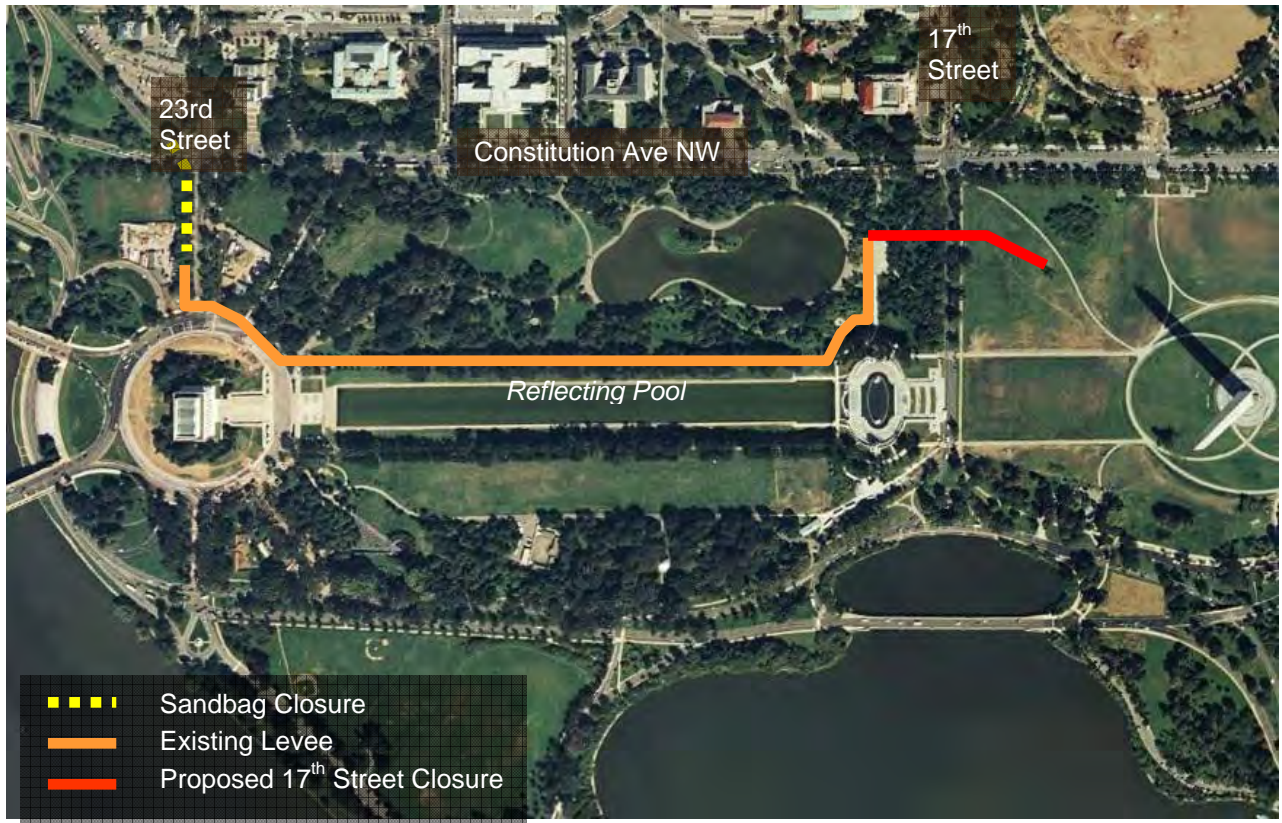 17th
Street
23rd
Street
Constitution Ave NW
Reflecting Pool
Sandbag Closure
Existing Levee
Proposed 17th Street Closure